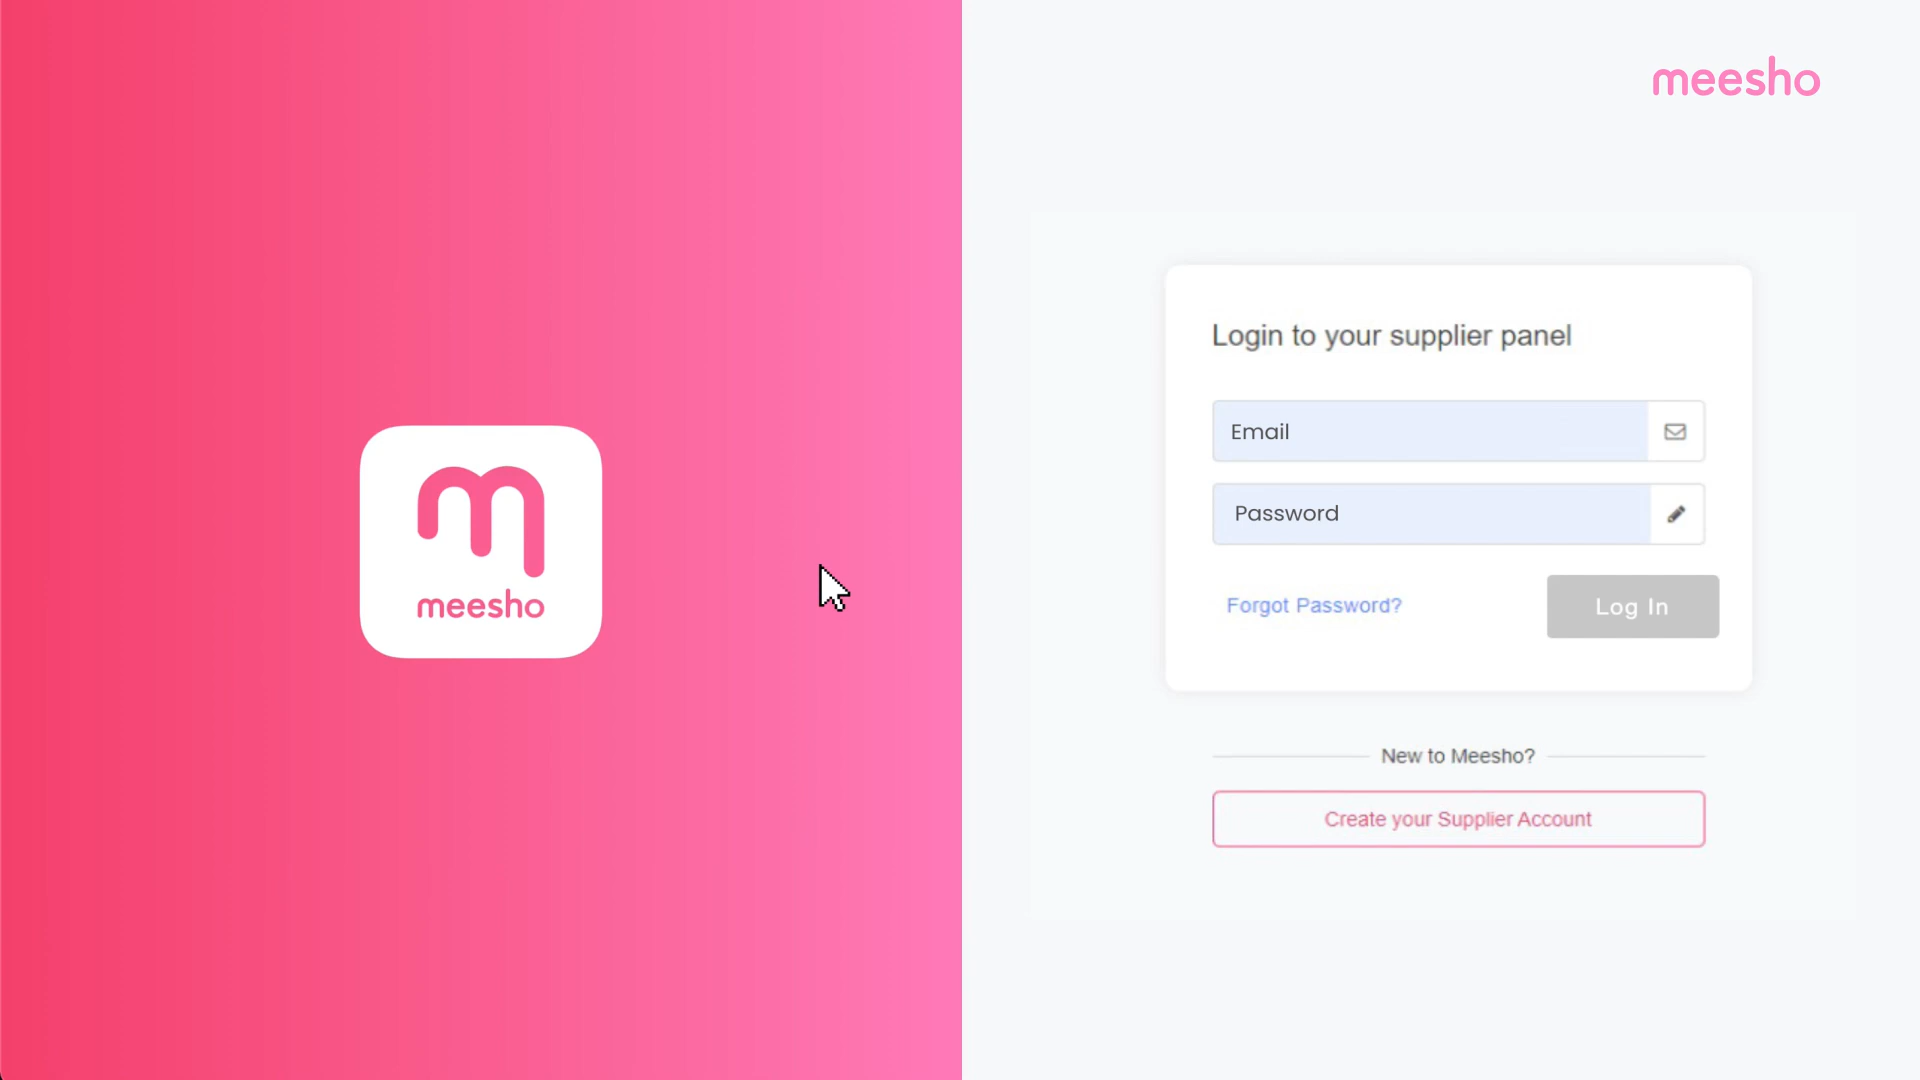 meesho
meesho
Login to your supplier panel
Email
Password
Forgot Password?
Log In
New to Meesho?
Create your Supplier Account